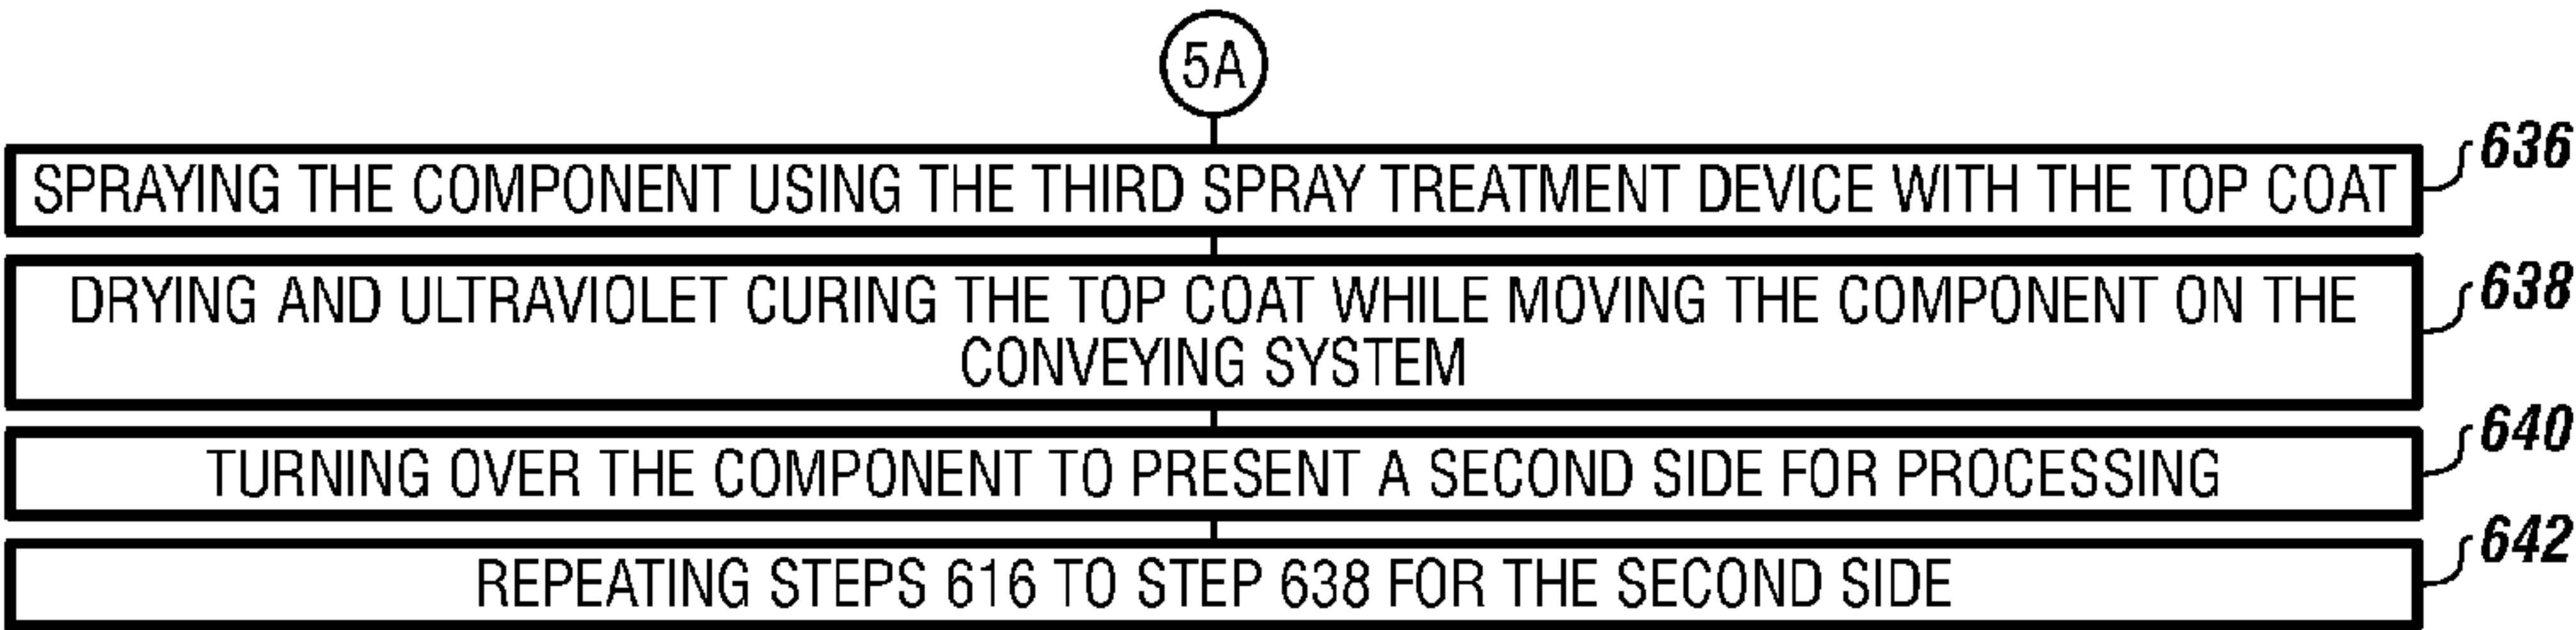 5A
SPRAYING THE COMPONENT USING THE THIRD SPRAY TREATMENT DEVICE WITH THE TOP COAT
636
DRYING AND ULTRAVIOLET CURING THE TOP COAT WHILE MOVING THE COMPONENT ON THE
CONVEYING SYSTEM
638
TURNING OVER THE COMPONENT TO PRESENT A SECOND SIDE FOR PROCESSING
640
REPEATING STEPS 616 TO STEP 638 FOR THE SECOND SIDE
642